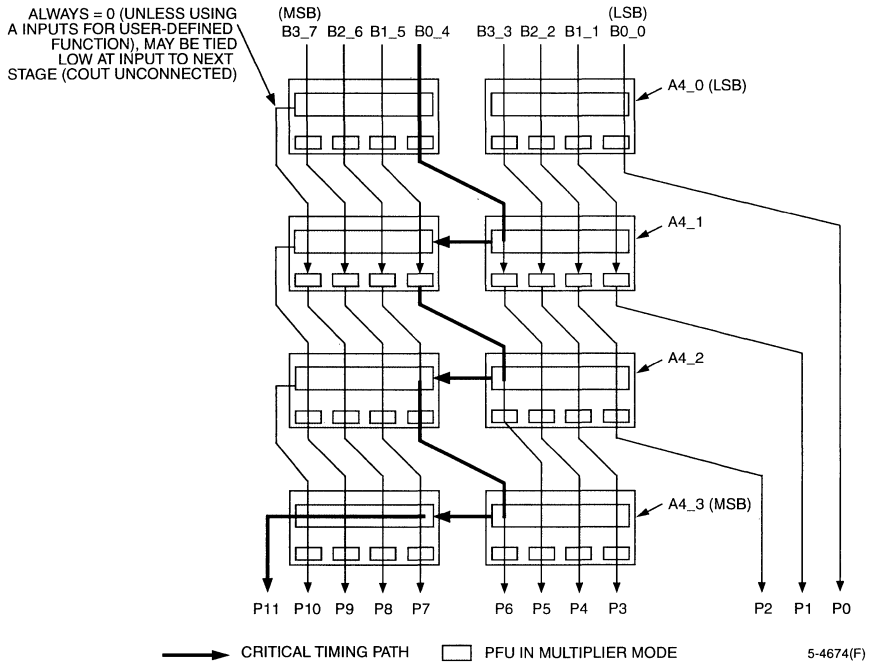 ALWAYS = 0 (UNLESS USING
A INPUTS FOR USER-DEFINED
FUNCTION), MAY BE TIED
LOW AT INPUT TO NEXT
STAGE (COUT UNCONNECTED)
(MSB) (LSB)
B3_7 B2_6 B1_5 B0_4 B3_3 B2_2 B1_1 B0_0
A4_0 (LSB)
A4_1
A4_2
A4_3 (MSB)
P11 P10 P9 P8 P7 P6 P5 P4 P3 P2 P1 P0
CRITICAL TIMING PATH PFU IN MULTIPLIER MODE 5-4674(F)